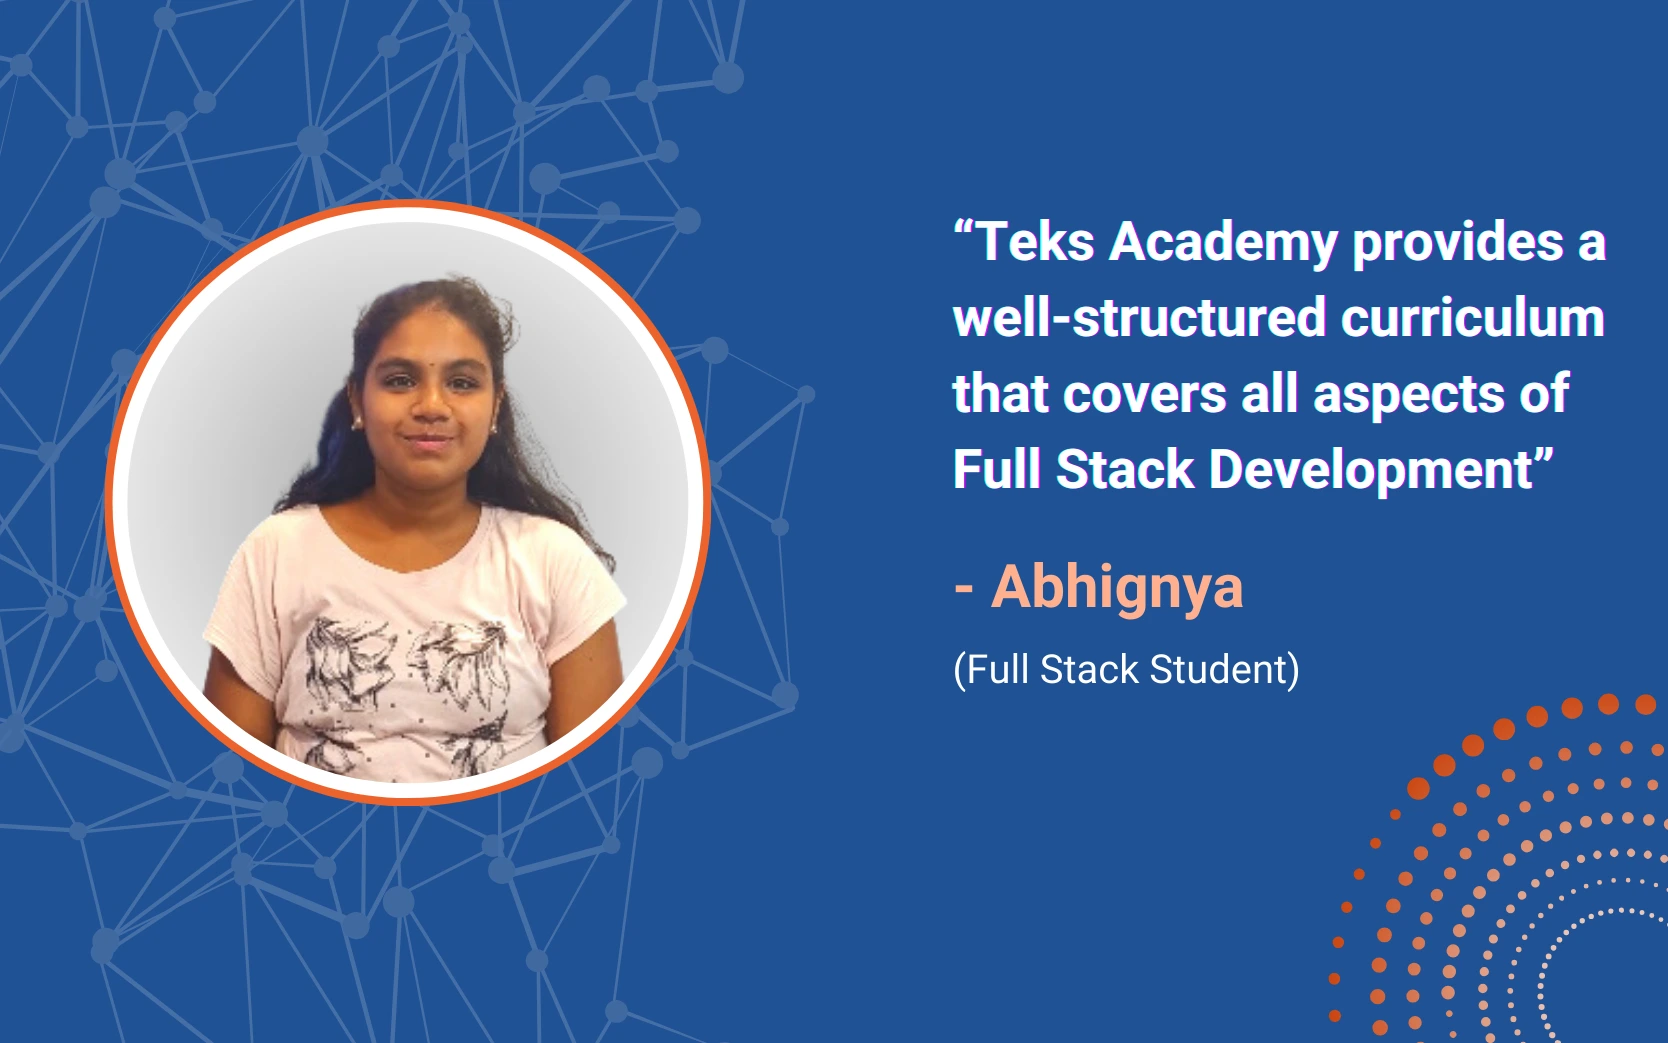 “Teks Academy provides a
well-structured curriculum
that covers all aspects of
Full Stack Development”
- Abhignya
(Full Stack Student)